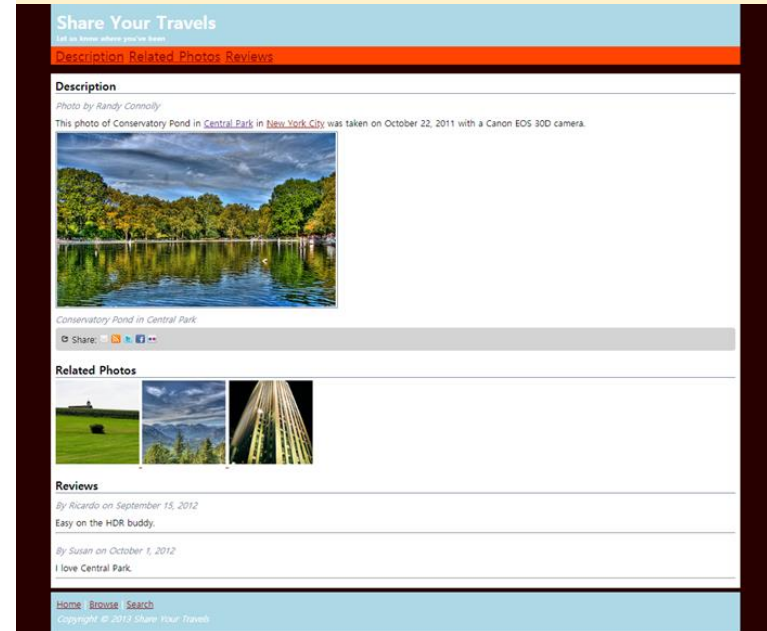 Share Your Travels
Let us know where you've been
Description Related Photos Reviews
Description
Photo by Randy Connolly
This photo of Conservatory Pond in Central Park in New York City was taken on October 22, 2011 with a Canon EOS 30D camera.
Conservatory Pond in Central Park
Share:
Related Photos
Reviews
By Ricardo on September 15, 2012
Easy on the HDR buddy.
By Susan on October 1, 2012
I love Central Park.
Home | Browse | Search
Copyright © 2013 Share Your Travels